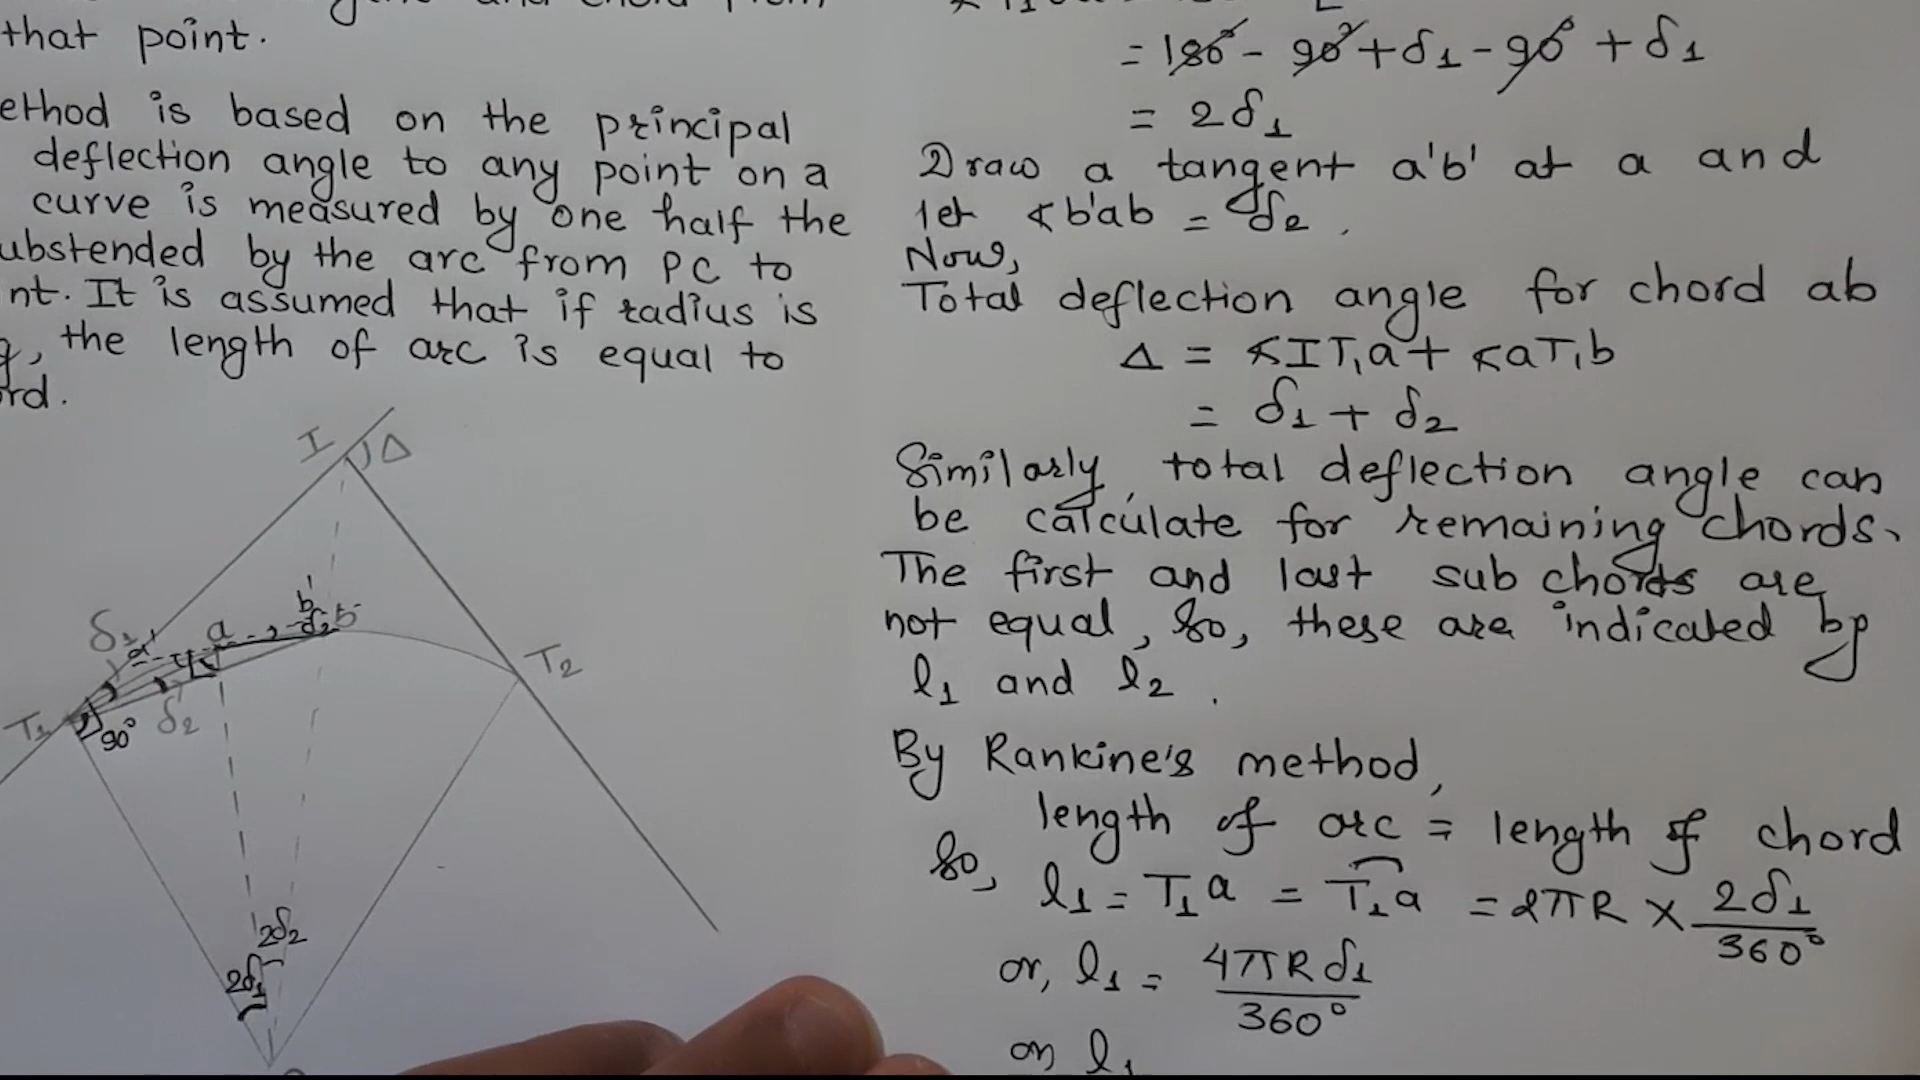 that point.
ethod is based on the principal
deflection angle to any point on a
curve is measured by one half the
ubstended by the arc from PC to
nt. It is assumed that if radius is
g, the length of arc is equal to
rd.
I Δ
δ1 a' a b' δ2 b
T1 90° δ2 T2
2δ2
2δ1
= 180° - 90° + δ1 - 90° + δ1
= 2δ1
Draw a tangent a'b' at a and
let ∢b'ab = δ2.
Now,
Total deflection angle for chord ab
Δ = ∢IT1a + ∢aT1b
= δ1 + δ2
Similarly, total deflection angle can
be calculate for remaining chords.
The first and last sub chords are
not equal, So, these are indicated by
l1 and l2.
By Rankine's method,
length of arc = length of chord
So, l1 = T1a = T1a = 2πR × 2δ1/360°
or, l1 = 4πRδ1/360°
or l1